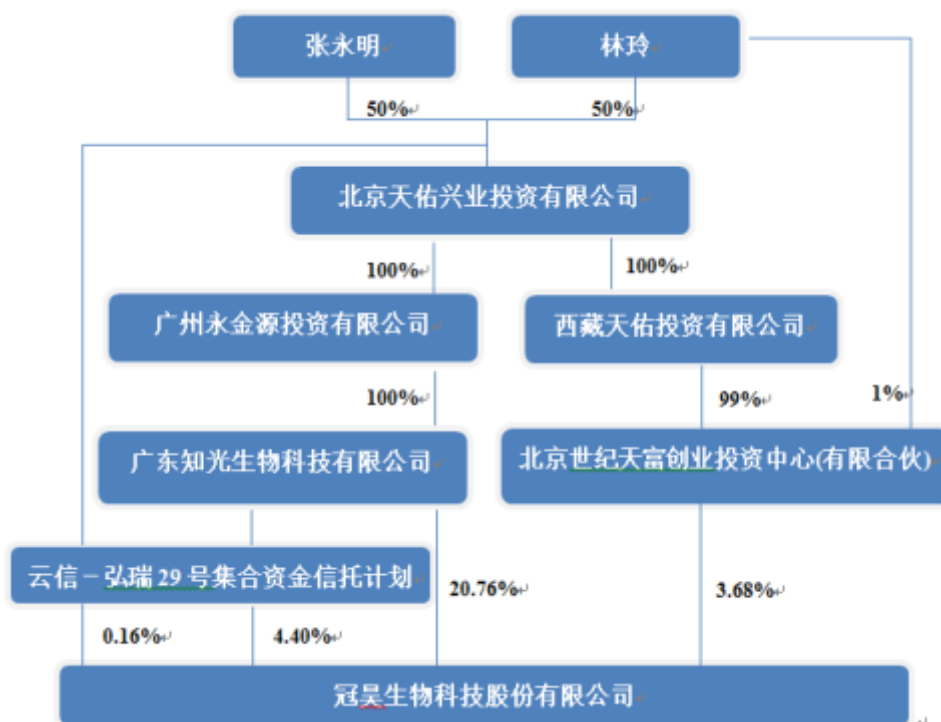 张永明
林玲
50%
50%
北京天佑兴业投资有限公司
100%
100%
广州永金源投资有限公司
西藏天佑投资有限公司
100%
99%
1%
广东知光生物科技有限公司
北京世纪天富创业投资中心(有限合伙)
云信－弘瑞 29 号集合资金信托计划
20.76%
3.68%
0.16%
4.40%
冠昊生物科技股份有限公司